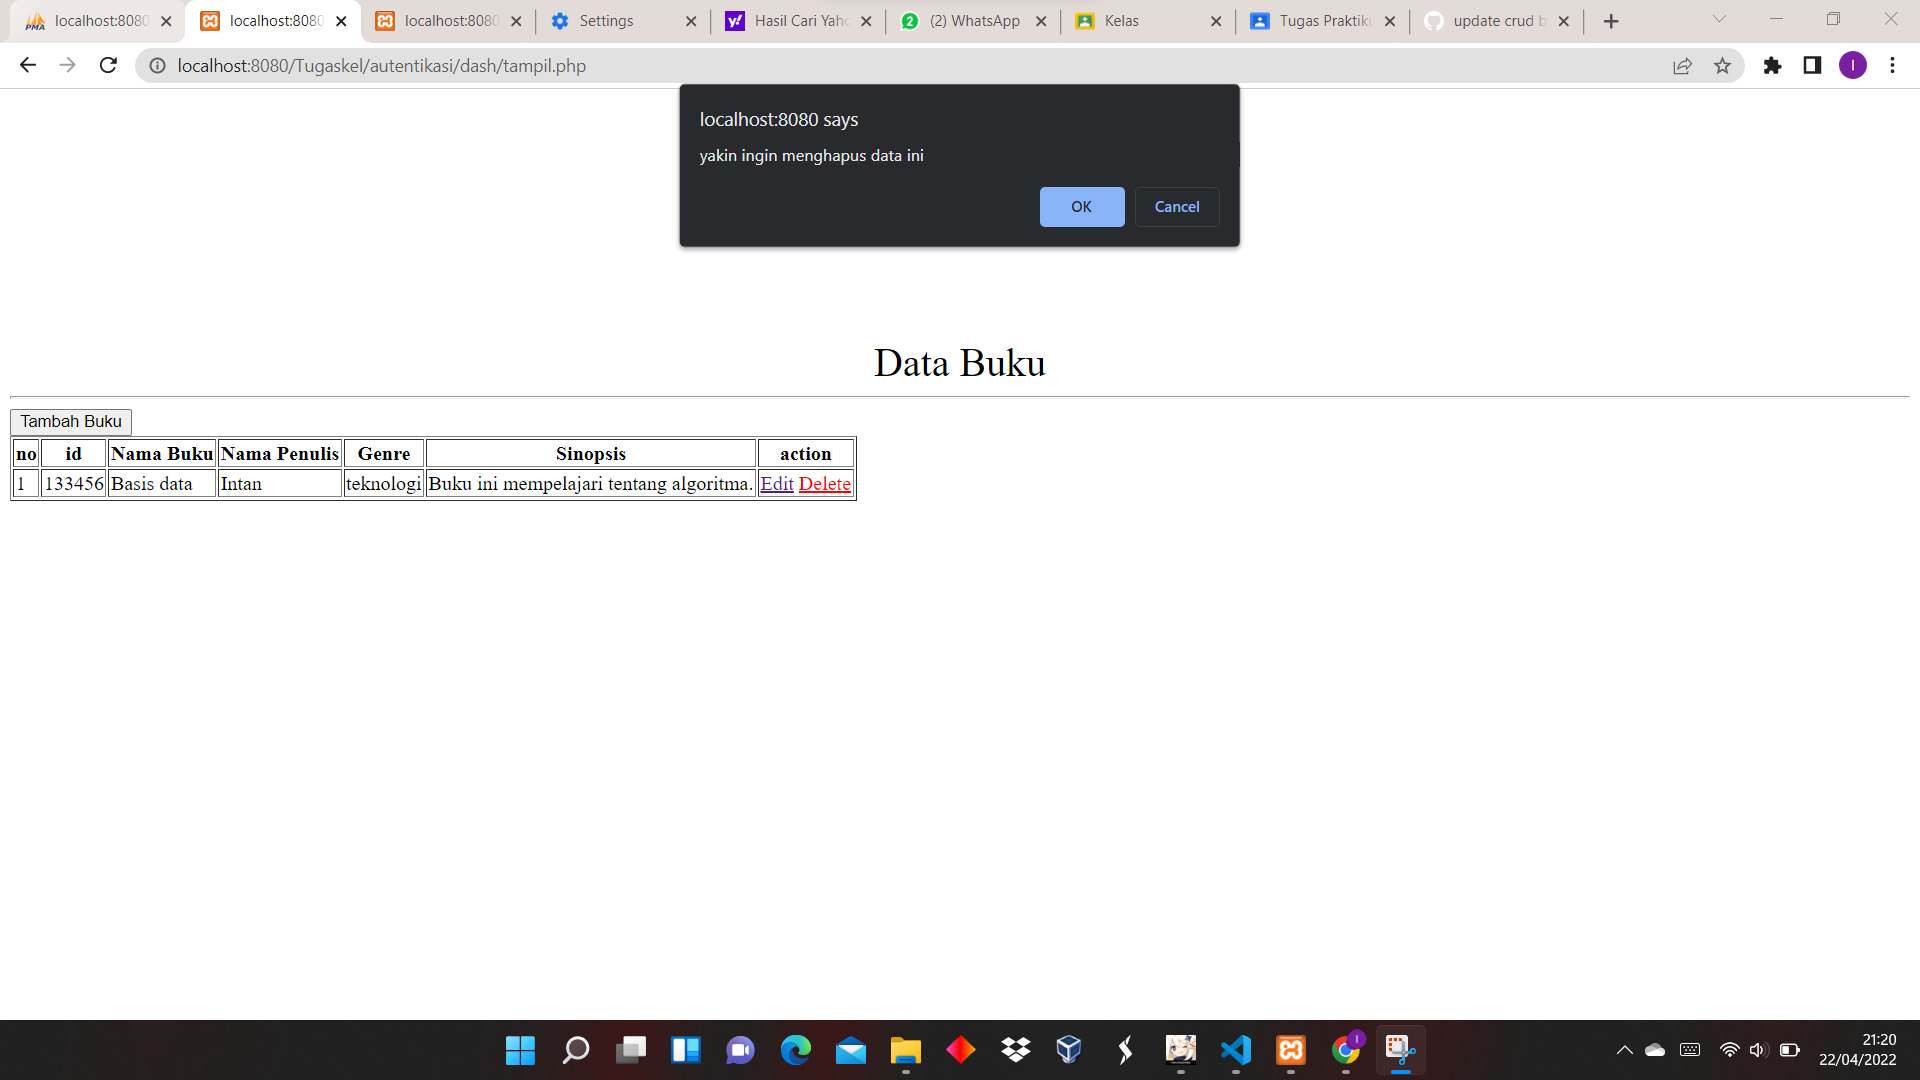 PMA
localhost:8080
localhost:8080
localhost:8080
Settings
Hasil Cari Yaho
(2) WhatsApp
Kelas
Tugas Praktiku
update crud b
localhost:8080/Tugaskel/autentikasi/dash/tampil.php
I
localhost:8080 says
yakin ingin menghapus data ini
OK Cancel
Data Buku
Tambah Buku
no id Nama Buku Nama Penulis Genre Sinopsis action
1 133456 Basis data Intan teknologi Buku ini mempelajari tentang algoritma. Edit Delete
21:20
22/04/2022